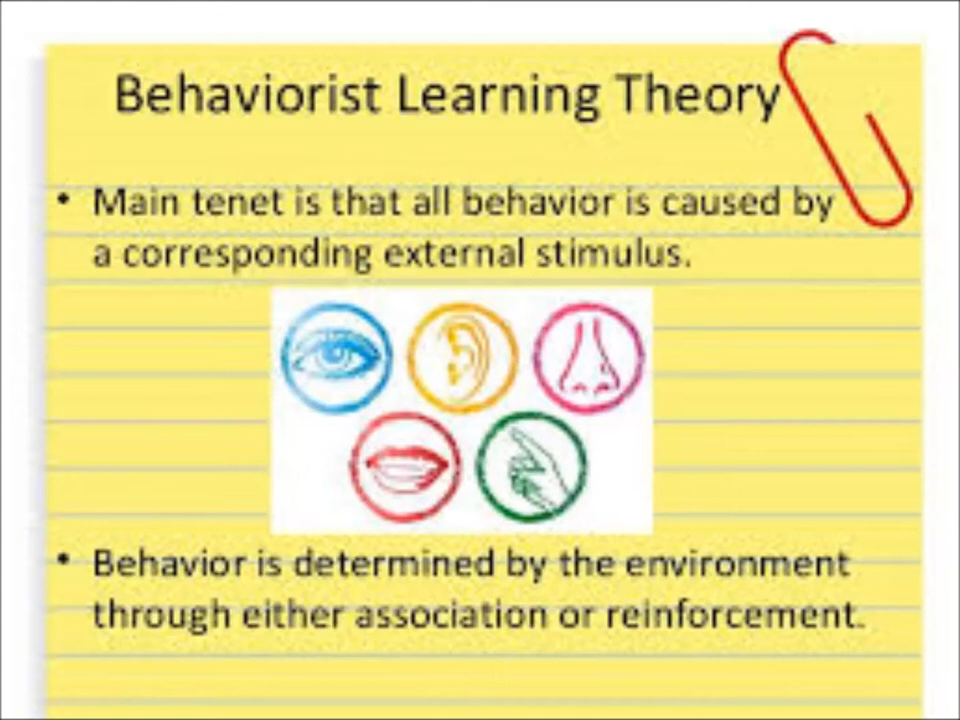 Behaviorist Learning Theory
• Main tenet is that all behavior is caused by
a corresponding external stimulus.
• Behavior is determined by the environment
through either association or reinforcement.